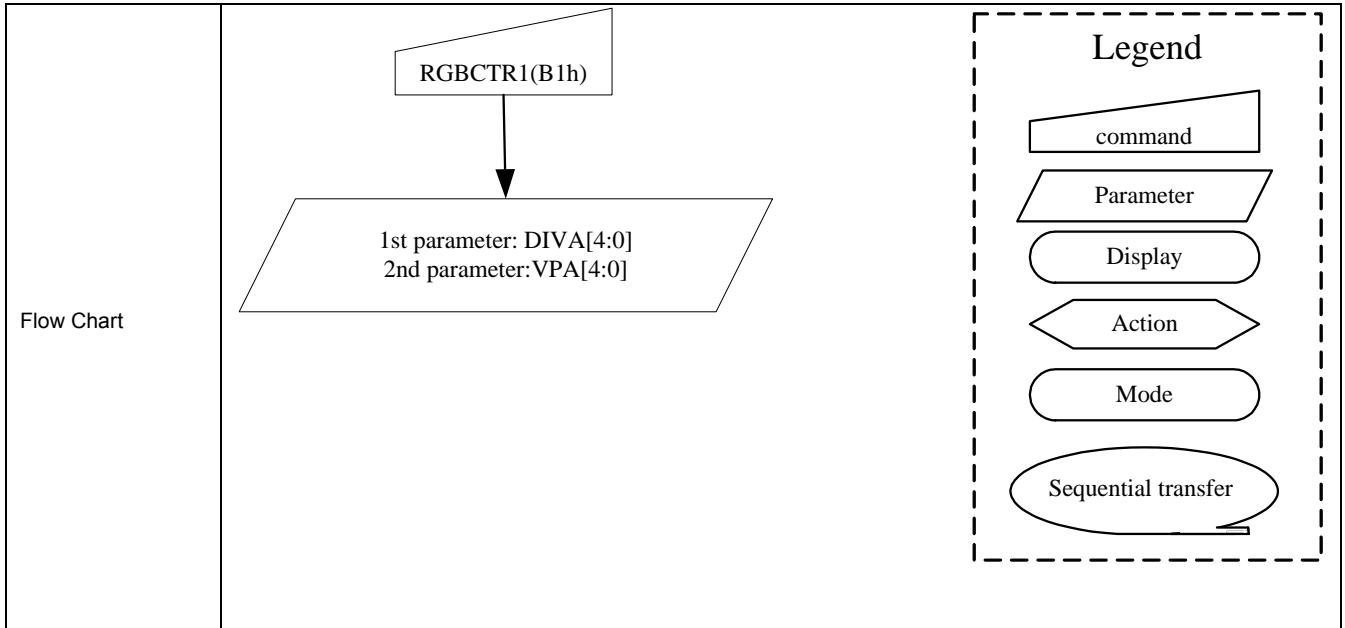 Flow Chart
RGBCTR1(B1h)
1st parameter: DIVA[4:0]
2nd parameter:VPA[4:0]
Legend
command
Parameter
Display
Action
Mode
Sequential transfer